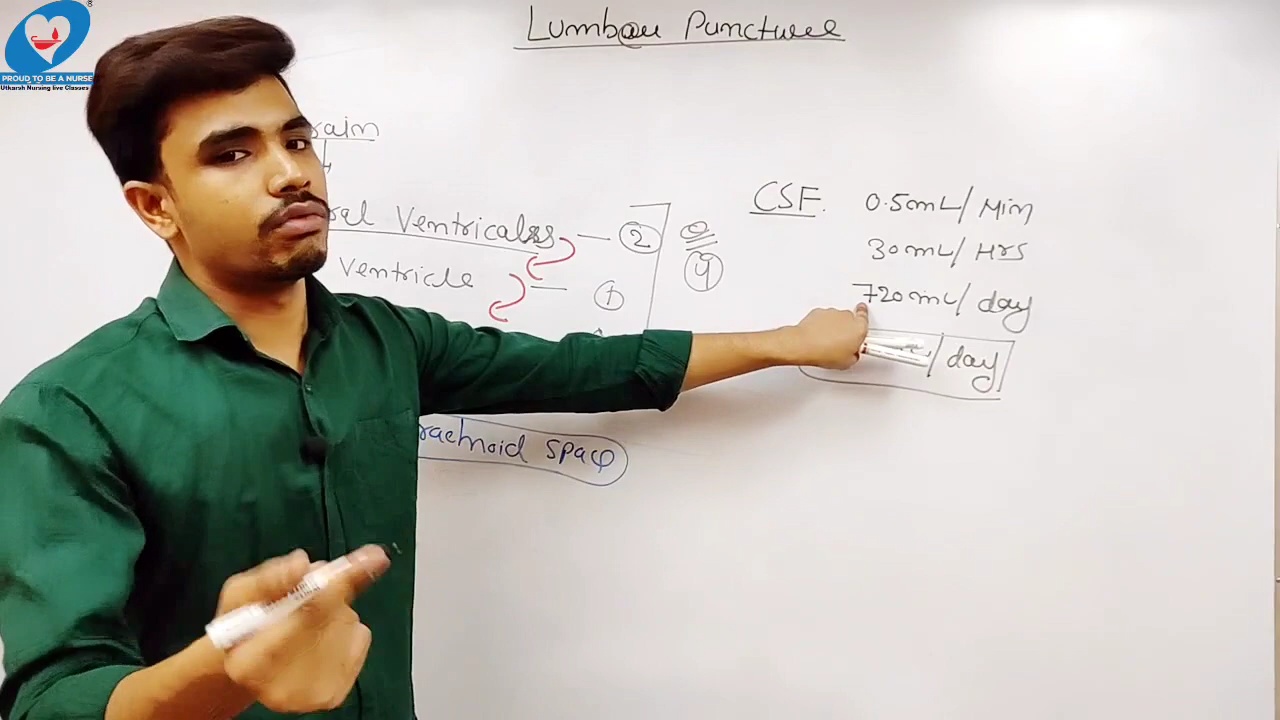 PROUD TO BE A NURSE
Utkarsh Nursing live Classes
Lumbar Puncture
Ventricle
2
4
1
space
CSF. 0.5mL/Min
30mL/Hrs
720mL/day
/day